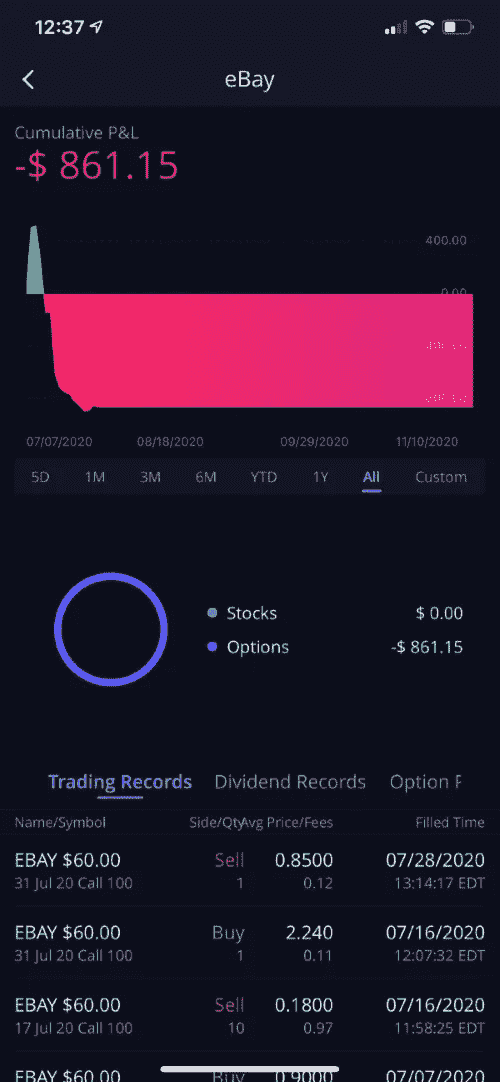 12:37
eBay
Cumulative P&L
-$ 861.15
400.00
0.00
07/07/2020 08/18/2020 09/29/2020 11/10/2020
5D 1M 3M 6M YTD 1Y All Custom
Stocks $ 0.00
Options -$ 861.15
Trading Records Dividend Records Option
Name/Symbol Side/Qty Avg Price/Fees Filled Time
EBAY $60.00 Sell 0.8500 07/28/2020
31 Jul 20 Call 100 1 0.12 13:14:17 EDT
EBAY $60.00 Buy 2.240 07/16/2020
31 Jul 20 Call 100 1 0.11 12:07:32 EDT
EBAY $60.00 Sell 0.1800 07/16/2020
17 Jul 20 Call 100 10 0.97 11:58:25 EDT
EBAY $60.00 Buy 0.9000 07/07/2020